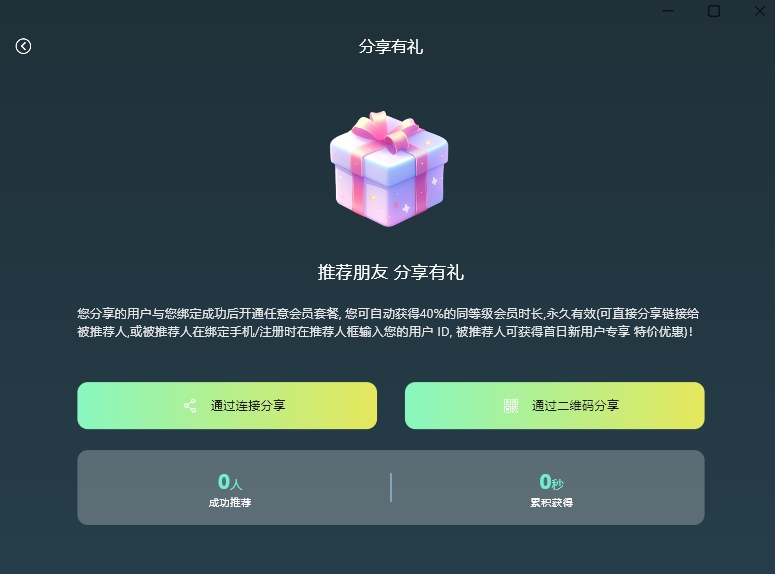 分享有礼
推荐朋友 分享有礼
您分享的用户与您绑定成功后开通任意会员套餐, 您可自动获得40%的同等级会员时长,永久有效(可直接分享链接给
被推荐人,或被推荐人在绑定手机/注册时在推荐人框输入您的用户 ID, 被推荐人可获得首日新用户专享 特价优惠)!
通过连接分享
通过二维码分享
0人
成功推荐
0秒
累积获得